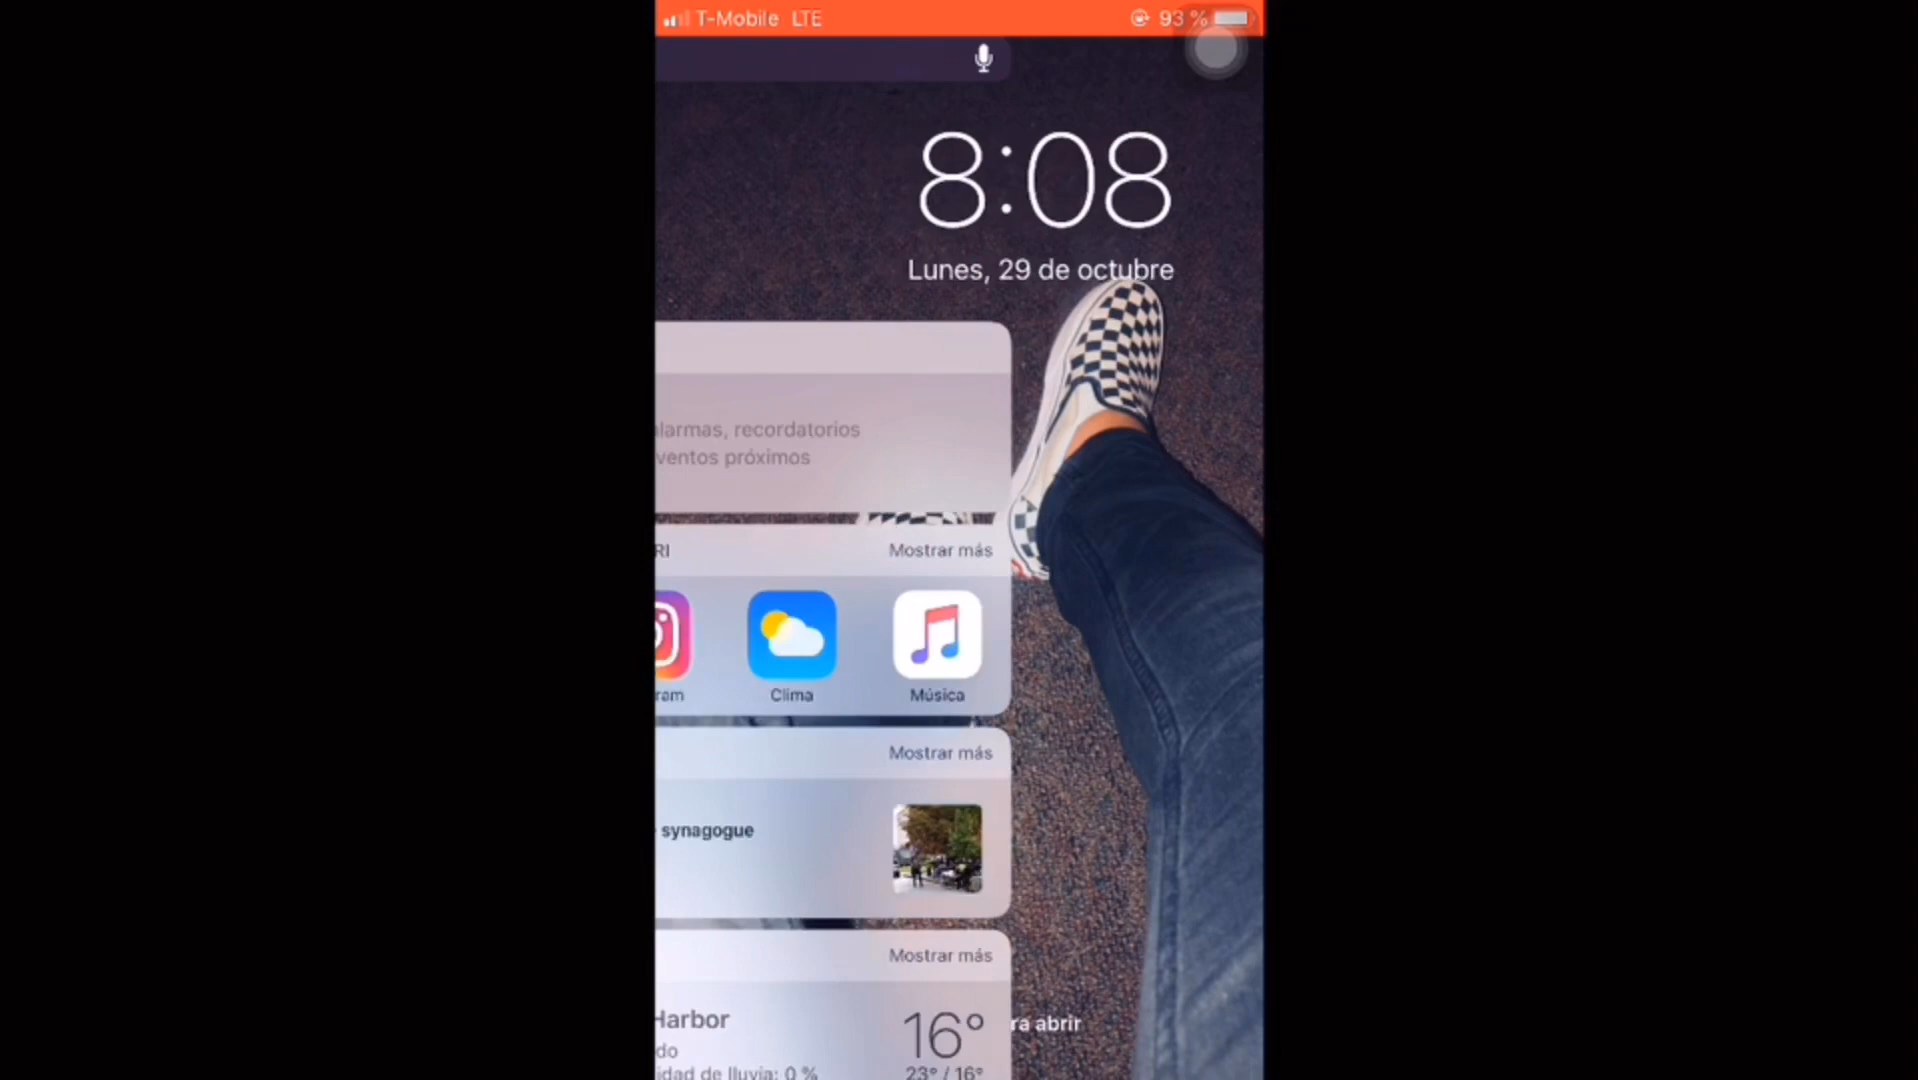 T-Mobile LTE 93 %
8:08
Lunes, 29 de octubre
larmas, recordatorios
ventos próximos
RI Mostrar más
ram Clima Música
Mostrar más
synagogue
Mostrar más
Harbor 16°
ra abrir
do
idad de lluvia: 0 % 23° / 16°